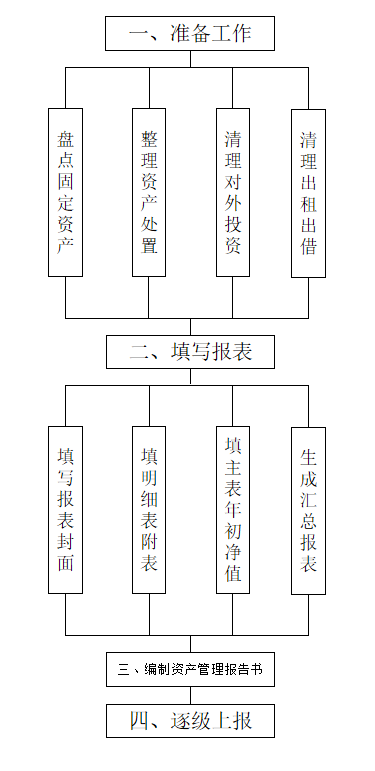 一、准备工作
盘点固定资产
整理资产处置
清理对外投资
清理出租出借
二、填写报表
填写报表封面
填明细表附表
填主表年初净值
生成汇总报表
三、编制资产管理报告书
四、逐级上报